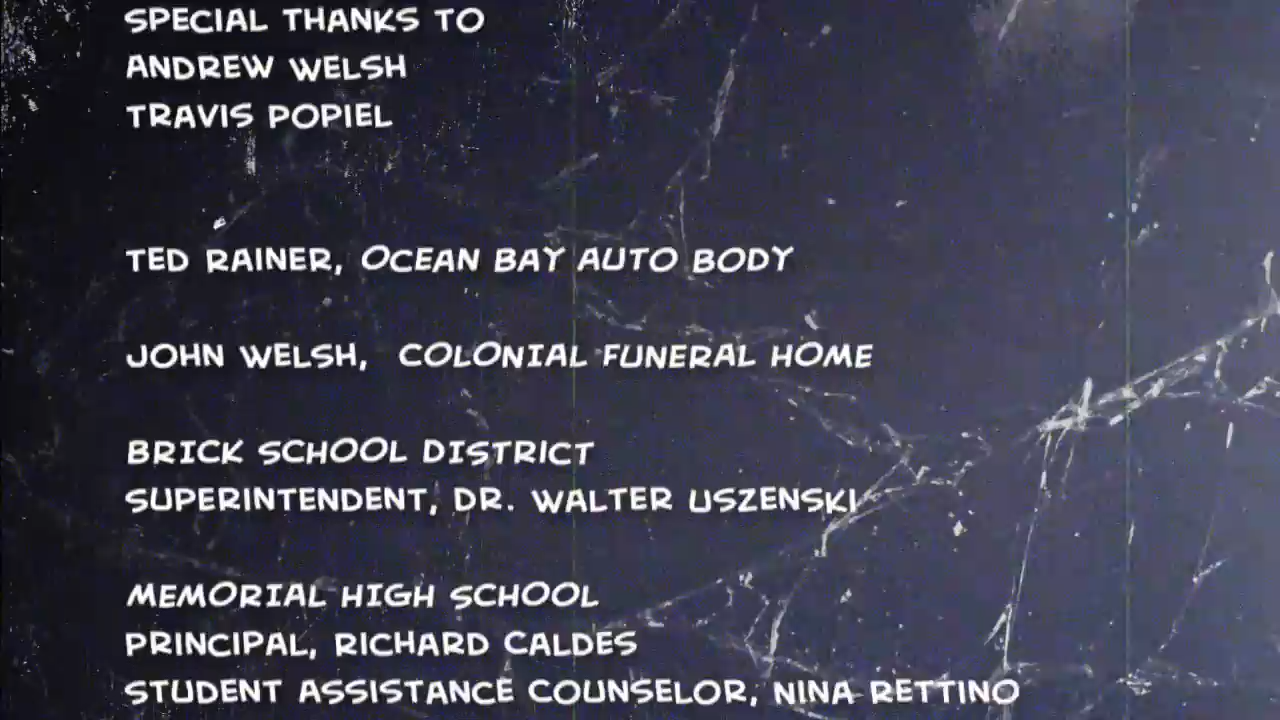 SPECIAL THANKS TO
ANDREW WELSH
TRAVIS POPIEL
TED RAINER, OCEAN BAY AUTO BODY
JOHN WELSH, COLONIAL FUNERAL HOME
BRICK SCHOOL DISTRICT
SUPERINTENDENT, DR. WALTER USZENSKI
MEMORIAL HIGH SCHOOL
PRINCIPAL, RICHARD CALDES
STUDENT ASSISTANCE COUNSELOR, NINA RETTINO